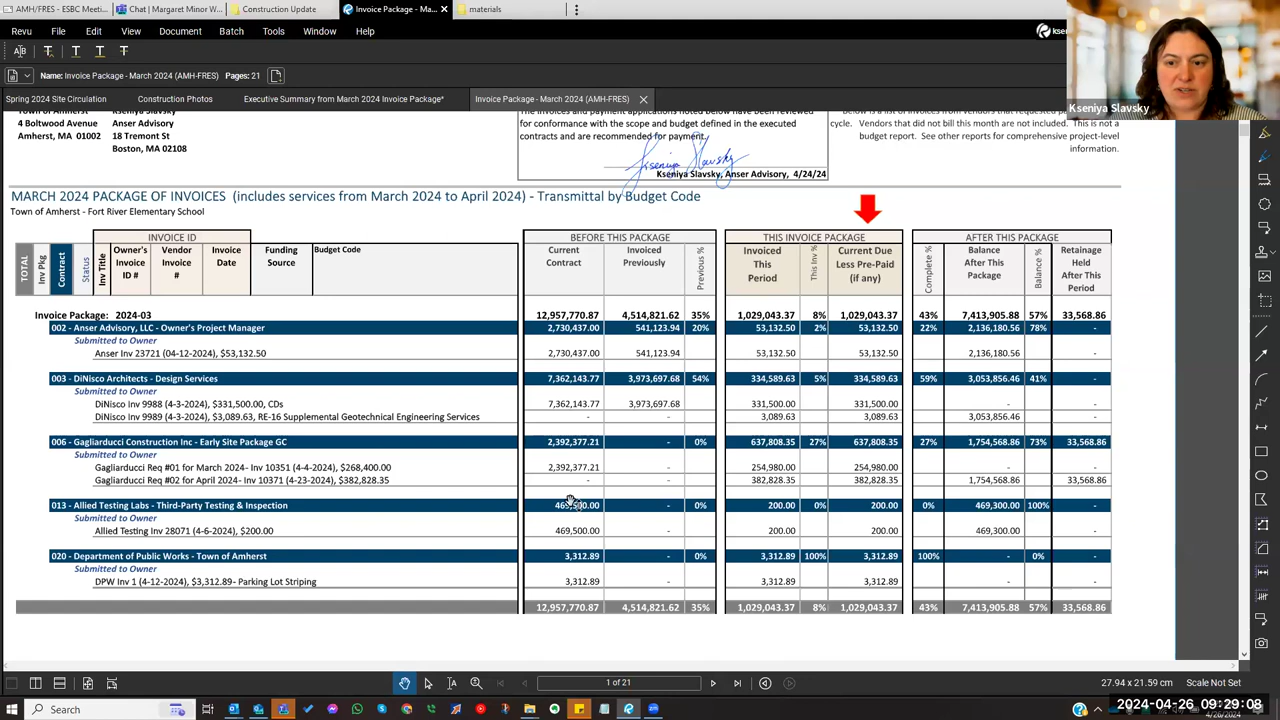 AMH/FRES - ESBC Meeti...
Chat | Margaret Minor W...
Construction Update
Invoice Package - Ma...
materials
Revu File Edit View Document Batch Tools Window Help
Name: Invoice Package - March 2024 (AMH-FRES) Pages: 21
Spring 2024 Site Circulation
Construction Photos
Executive Summary from March 2024 Invoice Package*
Invoice Package - March 2024 (AMH-FRES)
Kseniya Slavsky
4 Boltwood Avenue
Amherst, MA 01002
Anser Advisory
18 Tremont St
Boston, MA 02108
for conformance with the scope and budget defined in the executed
contracts and are recommended for payment.
Kseniya Slavsky
Kseniya Slavsky, Anser Advisory, 4/24/24
cycle. Vendors that did not bill this month are not included. This is not a
budget report. See other reports for comprehensive project-level
information.
MARCH 2024 PACKAGE OF INVOICES (includes services from March 2024 to April 2024) - Transmittal by Budget Code
Town of Amherst - Fort River Elementary School
INVOICE ID
BEFORE THIS PACKAGE
THIS INVOICE PACKAGE
AFTER THIS PACKAGE
TOTAL
Inv Pkg
Contract
Status
Inv Title
Owner's Invoice ID #
Vendor Invoice #
Invoice Date
Funding Source
Budget Code
Current Contract
Invoiced Previously
Previous %
Invoiced This Period
This Inv %
Current Due Less Pre-Paid (if any)
Complete %
Balance After This Package
Balance %
Retainage Held After This Period
Invoice Package: 2024-03 12,957,770.87 4,514,821.62 35% 1,029,043.37 8% 1,029,043.37 43% 7,413,905.88 57% 33,568.86
002 - Anser Advisory, LLC - Owner's Project Manager 2,730,437.00 541,123.94 20% 53,132.50 2% 53,132.50 22% 2,136,180.56 78% -
Submitted to Owner
Anser Inv 23721 (04-12-2024), $53,132.50 2,730,437.00 541,123.94 53,132.50 53,132.50 2,136,180.56 -
003 - DiNisco Architects - Design Services 7,362,143.77 3,973,697.68 54% 334,589.63 5% 334,589.63 59% 3,053,856.46 41% -
Submitted to Owner
DiNisco Inv 9988 (4-3-2024), $331,500.00, CDs 7,362,143.77 3,973,697.68 331,500.00 331,500.00 - -
DiNisco Inv 9989 (4-3-2024), $3,089.63, RE-16 Supplemental Geotechnical Engineering Services - - 3,089.63 3,089.63 3,053,856.46 -
006 - Gagliarducci Construction Inc - Early Site Package GC 2,392,377.21 - 0% 637,808.35 27% 637,808.35 27% 1,754,568.86 73% 33,568.86
Submitted to Owner
Gagliarducci Req #01 for March 2024- Inv 10351 (4-4-2024), $268,400.00 2,392,377.21 - 254,980.00 254,980.00 - -
Gagliarducci Req #02 for April 2024 - Inv 10371 (4-23-2024), $382,828.35 - - 382,828.35 382,828.35 1,754,568.86 33,568.86
013 - Allied Testing Labs - Third-Party Testing & Inspection 469,500.00 - 0% 200.00 0% 200.00 0% 469,300.00 100% -
Submitted to Owner
Allied Testing Inv 28071 (4-6-2024), $200.00 469,500.00 - 200.00 200.00 469,300.00 -
020 - Department of Public Works - Town of Amherst 3,312.89 - 0% 3,312.89 100% 3,312.89 100% - 0% -
Submitted to Owner
DPW Inv 1 (4-12-2024), $3,312.89- Parking Lot Striping 3,312.89 - 3,312.89 3,312.89 - -
12,957,770.87 4,514,821.62 35% 1,029,043.37 8% 1,029,043.37 43% 7,413,905.88 57% 33,568.86
1 of 21
27.94 x 21.59 cm Scale Not Set
Search
2024-04-26 09:29:08
4/26/2024